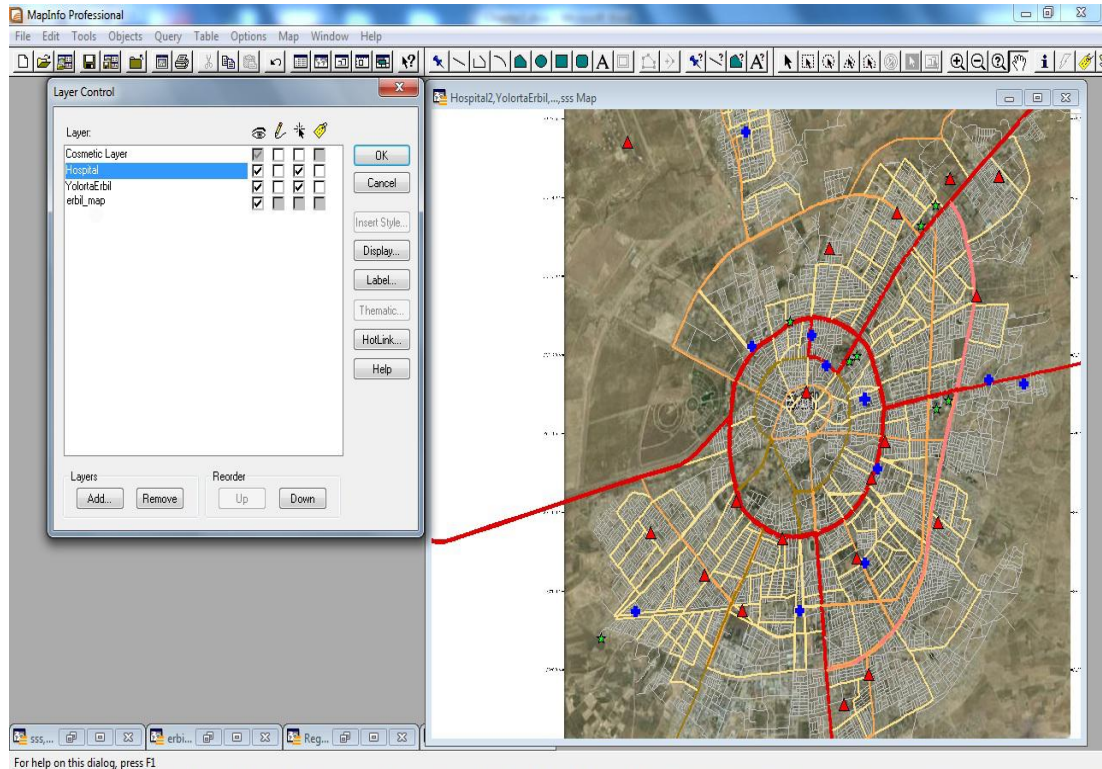 MapInfo Professional
File Edit Tools Objects Query Table Options Map Window Help
Layer Control
Layer:
Cosmetic Layer
Hospital
YolortaErbil
erbil_map
OK
Cancel
Insert Style...
Display...
Label...
Thematic...
HotLink...
Help
Layers
Add...
Remove
Reorder
Up
Down
Hospital2,YolortaErbil,...,sss Map
sss,...
erbi...
Reg...
For help on this dialog, press F1